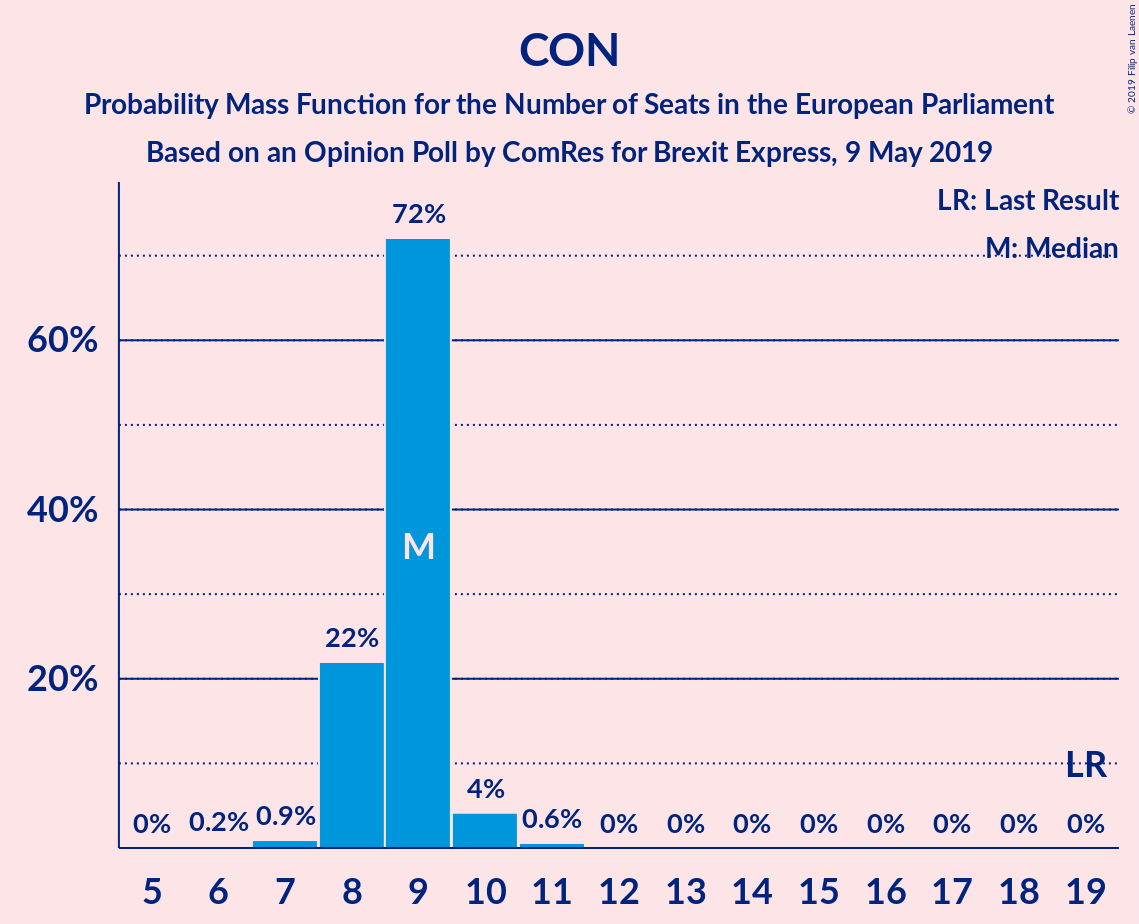 CON
Probability Mass Function for the Number of Seats in the European Parliament
Based on an Opinion Poll by ComRes for Brexit Express, 9 May 2019
© 2019 Filip van Laenen
LR: Last Result
M: Median
60%
40%
20%
0%
0.2%
0.9%
22%
72%
M
4%
0.6%
0%
0%
0%
0%
0%
0%
0%
0%
LR
5 6 7 8 9 10 11 12 13 14 15 16 17 18 19